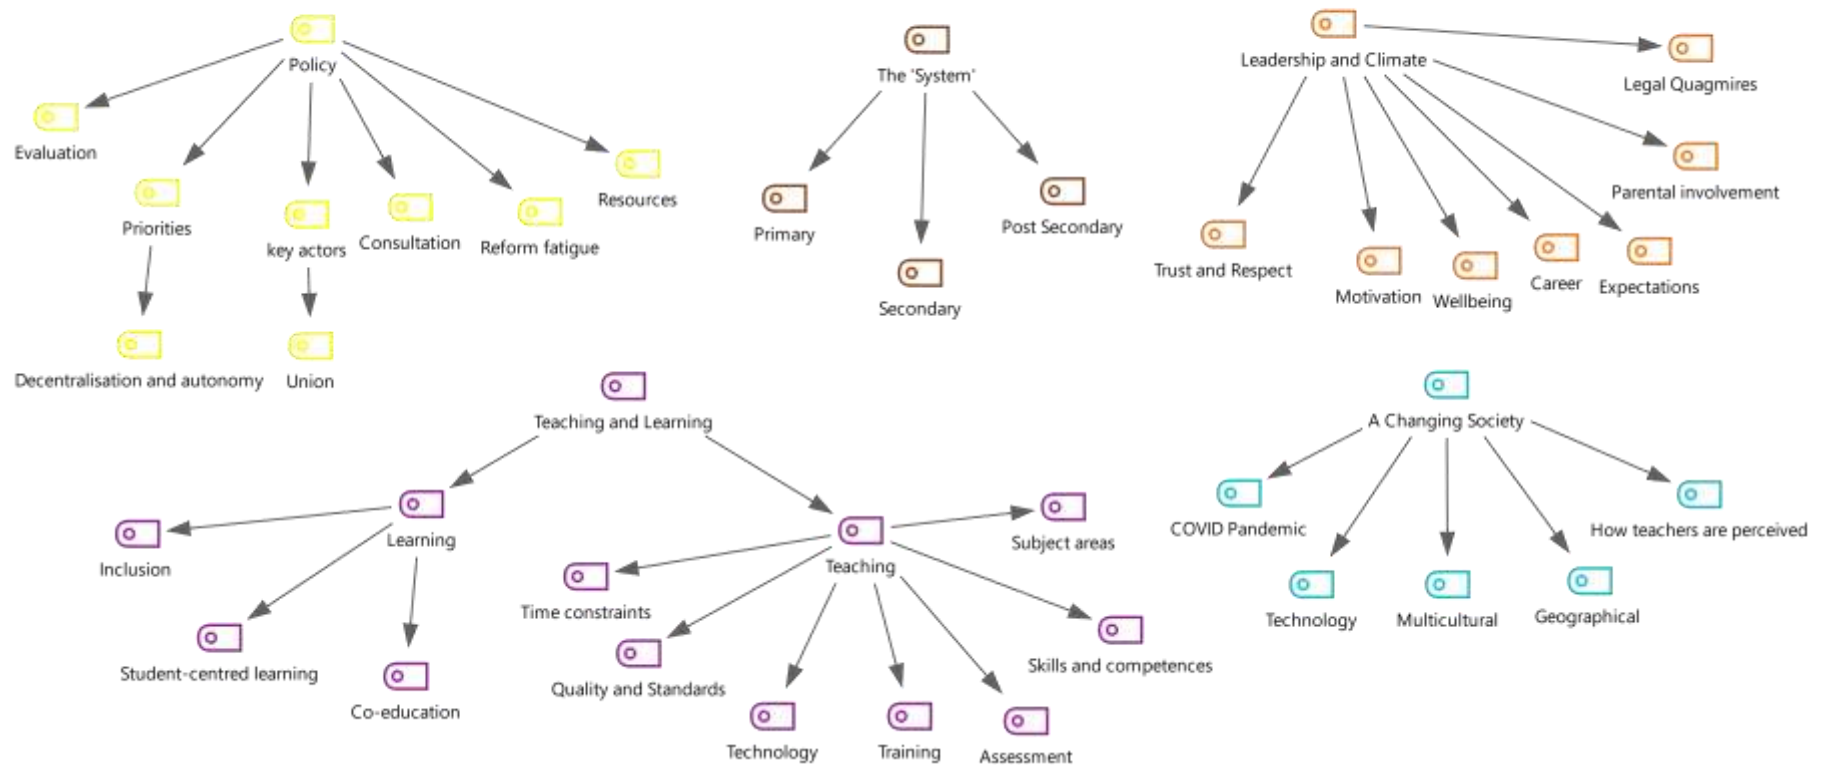 Policy
Evaluation
Priorities
key actors
Consultation
Reform fatigue
Resources
Decentralisation and autonomy
Union
The 'System'
Primary
Secondary
Post Secondary
Leadership and Climate
Legal Quagmires
Parental involvement
Trust and Respect
Motivation
Wellbeing
Career
Expectations
Teaching and Learning
Learning
Inclusion
Student-centred learning
Co-education
Teaching
Subject areas
Time constraints
Quality and Standards
Technology
Training
Assessment
Skills and competences
A Changing Society
COVID Pandemic
Technology
Multicultural
Geographical
How teachers are perceived